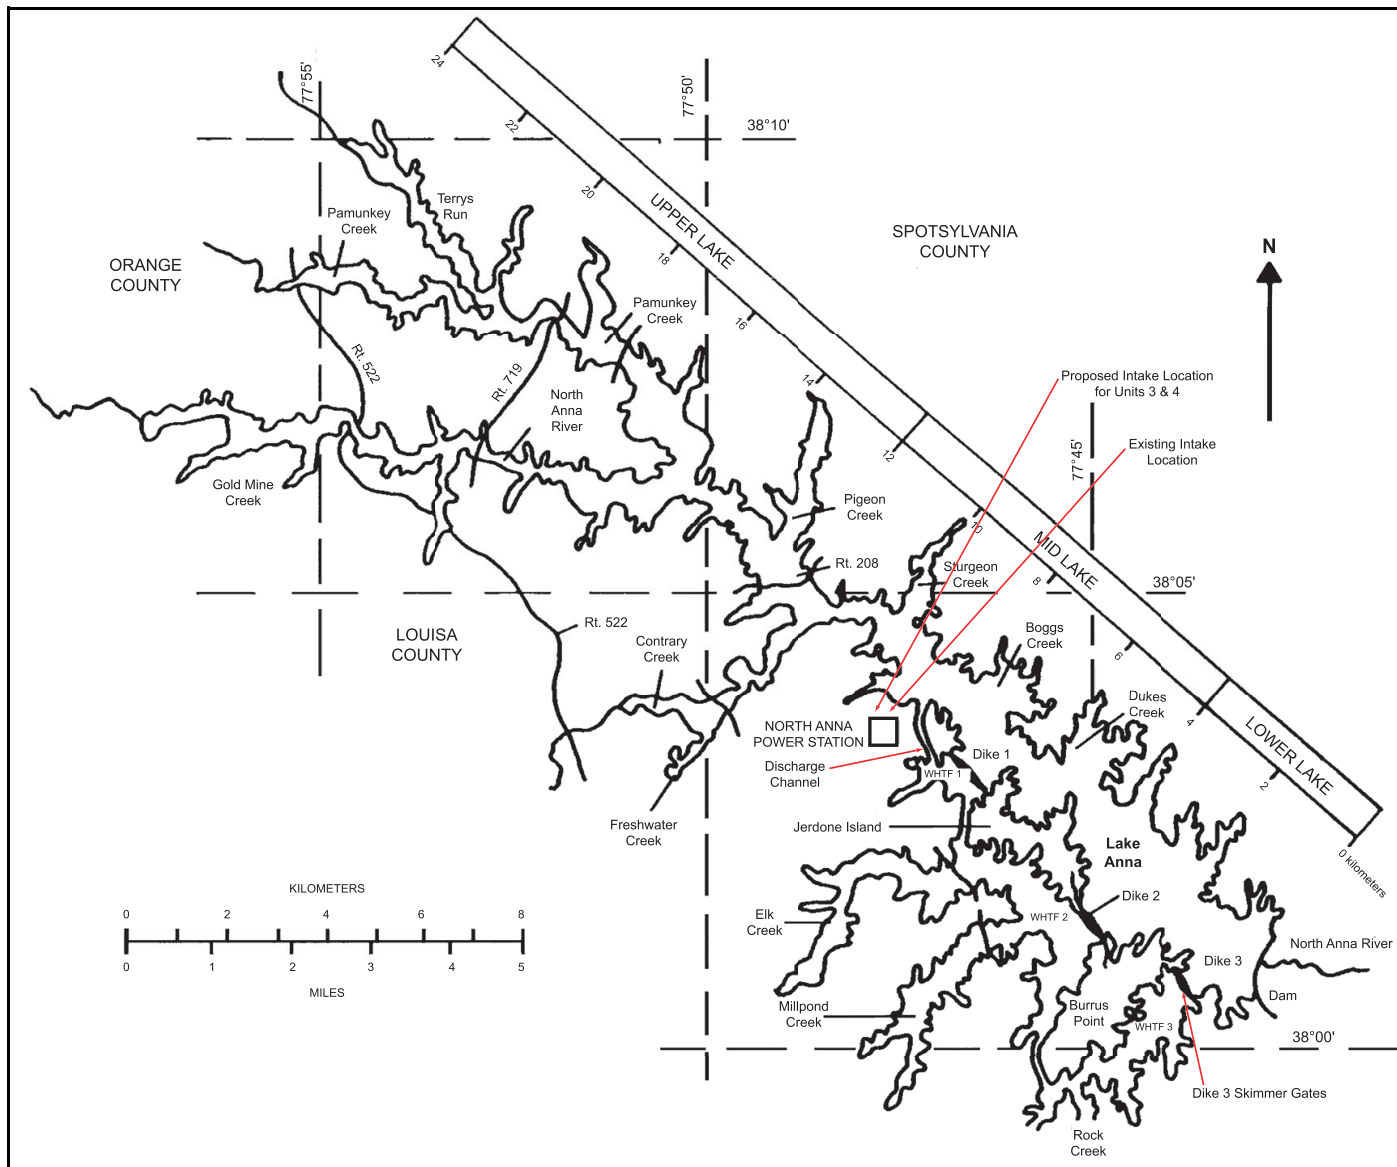 24
22
20
18
16
14
12
10
8
6
4
2
0 kilometers
UPPER LAKE
MID LAKE
LOWER LAKE
77°55'
77°50'
38°10'
SPOTSYLVANIA
COUNTY
N
Terrys
Run
Pamunkey
Creek
ORANGE
COUNTY
Pamunkey
Creek
Rt. 522
Rt. 719
North
Anna
River
Proposed Intake Location
for Units 3 & 4
Existing Intake
Location
77°45'
Gold Mine
Creek
Pigeon
Creek
Rt. 208
Sturgeon
Creek
38°05'
LOUISA
COUNTY
Rt. 522
Contrary
Creek
Boggs
Creek
Dukes
Creek
NORTH ANNA
POWER STATION
Discharge
Channel
WHTF 1
Dike 1
Freshwater
Creek
Jerdone Island
Lake
Anna
KILOMETERS
0 2 4 6 8
0 1 2 3 4 5
MILES
Elk
Creek
WHTF 2
Dike 2
North Anna River
Dike 3
Dam
Millpond
Creek
Burrus
Point
WHTF 3
38°00'
Dike 3 Skimmer Gates
Rock
Creek